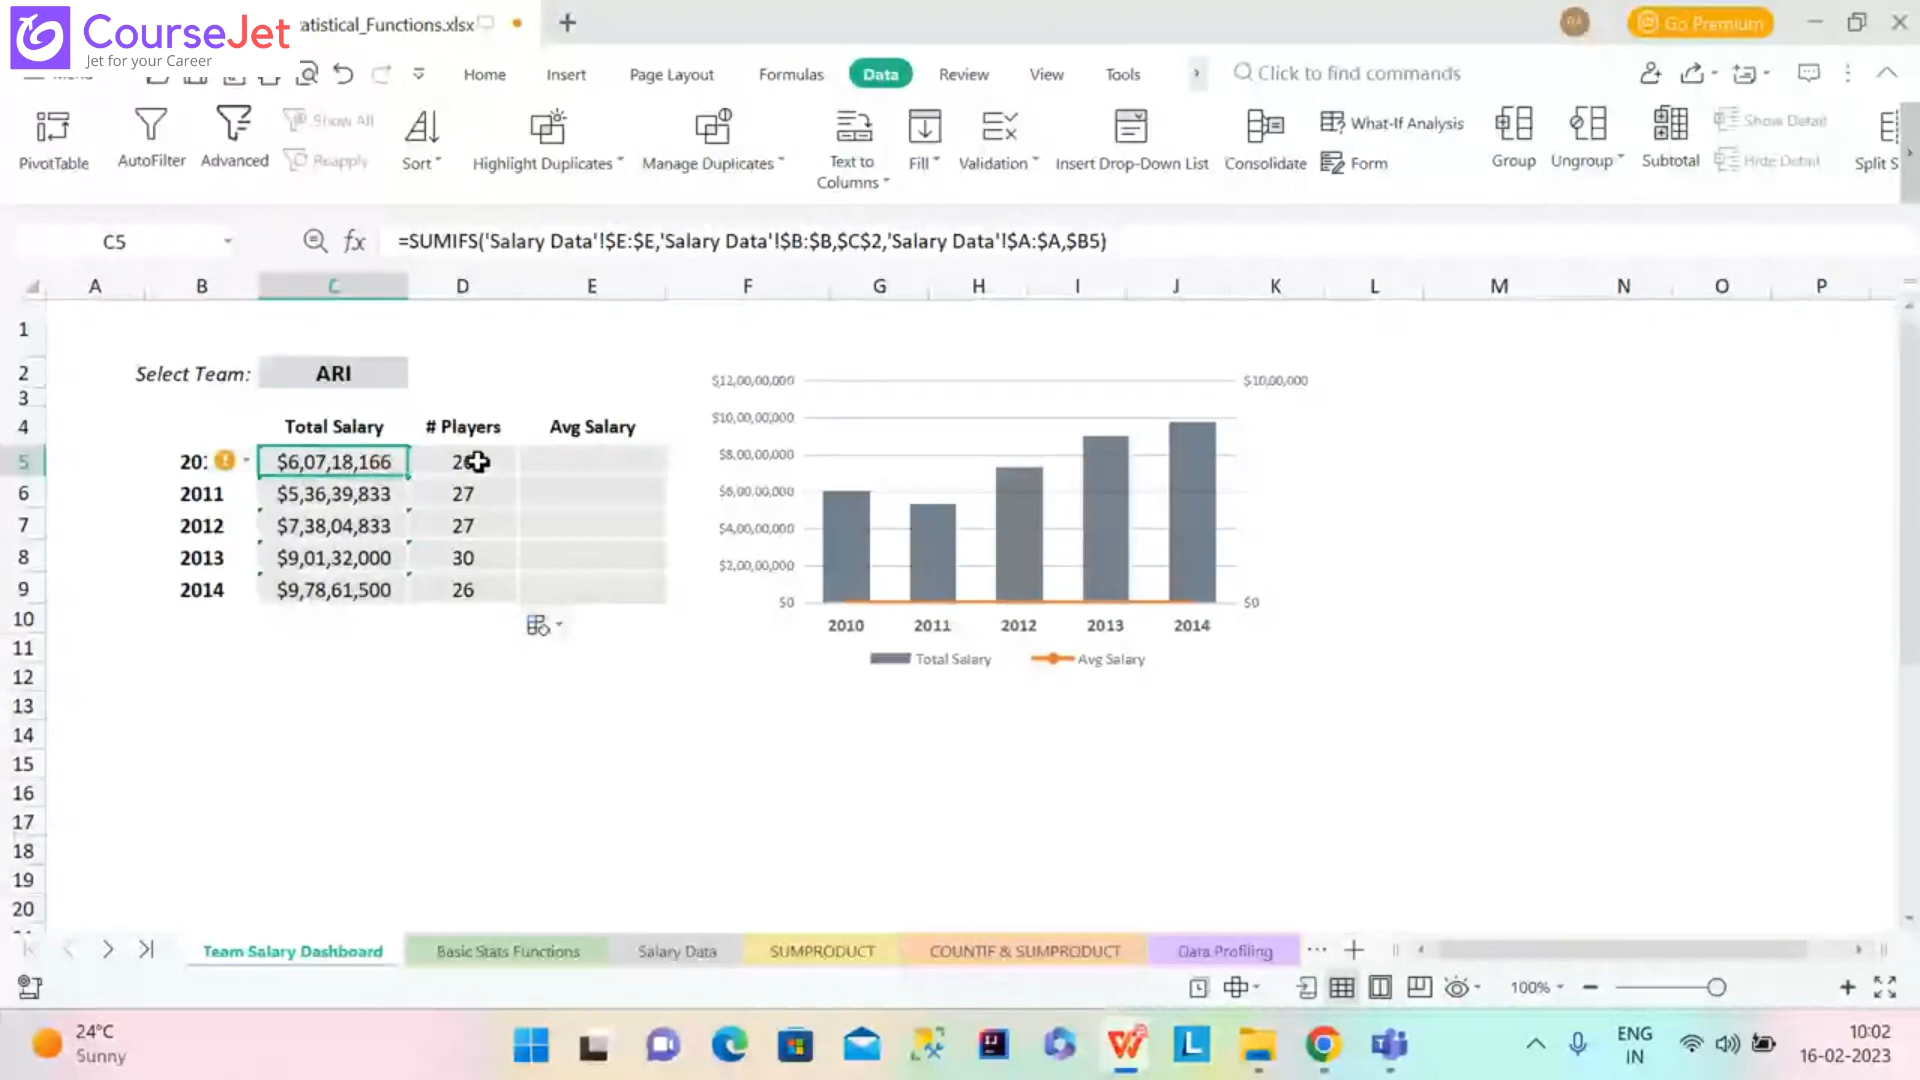 CourseJet
Jet for your Career
atistical_Functions.xlsx
Go Premium
Home Insert Page Layout Formulas Data Review View Tools
Click to find commands
PivotTable AutoFilter Advanced
Show All
Reapply
Sort Highlight Duplicates Manage Duplicates
Text to
Columns
Fill Validation Insert Drop-Down List Consolidate
What-If Analysis
Form
Group Ungroup Subtotal
Show Detail
Hide Detail
Split S
C5
fx
=SUMIFS('Salary Data'!$E:$E,'Salary Data'!$B:$B,$C$2,'Salary Data'!$A:$A,$B5)
A B C D E F G H I J K L M N O P
1
2 Select Team: ARI
3
4 Total Salary # Players Avg Salary
5 $6,07,18,166
6 2011 $5,36,39,833 27
7 2012 $7,38,04,833 27
8 2013 $9,01,32,000 30
9 2014 $9,78,61,500 26
10
11
12
13
14
15
16
17
18
19
20
$12,00,00,000 $10,00,000
$10,00,00,000
$8,00,00,000
$6,00,00,000
$4,00,00,000
$2,00,00,000
$0 $0
2010 2011 2012 2013 2014
Total Salary Avg Salary
Team Salary Dashboard Basic Stats Functions Salary Data SUMPRODUCT COUNTIF & SUMPRODUCT Data Profiling
100%
24°C
Sunny
ENG
IN
10:02
16-02-2023